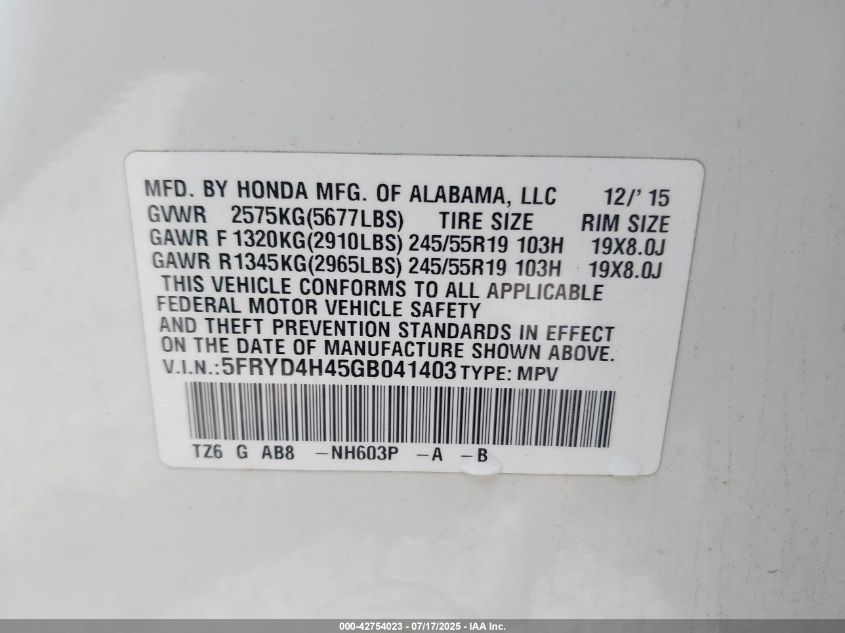 MFD. BY HONDA MFG. OF ALABAMA, LLC 12/' 15
GVWR 2575KG(5677LBS) TIRE SIZE RIM SIZE
GAWR F 1320KG(2910LBS) 245/55R19 103H 19X8.0J
GAWR R1345KG(2965LBS) 245/55R19 103H 19X8.0J
THIS VEHICLE CONFORMS TO ALL APPLICABLE
FEDERAL MOTOR VEHICLE SAFETY
AND THEFT PREVENTION STANDARDS IN EFFECT
ON THE DATE OF MANUFACTURE SHOWN ABOVE.
V.I.N.:5FRYD4H45GB041403 TYPE: MPV
TZ6 G AB8 -NH603P -A -B
000-42754023 - 07/17/2025 - IAA Inc.